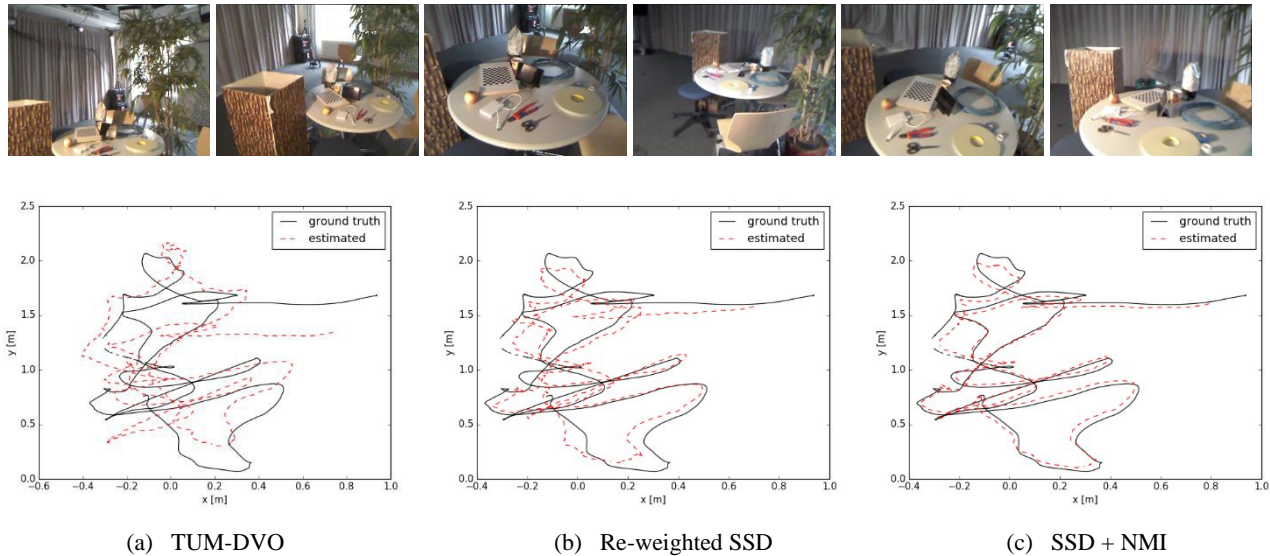 2.5
2.0
1.5
1.0
0.5
0.0
y [m]
−0.6 −0.4 −0.2 0.0 0.2 0.4 0.6 0.8 1.0
x [m]
ground truth
estimated
2.5
2.0
1.5
1.0
0.5
0.0
y [m]
−0.4 −0.2 0.0 0.2 0.4 0.6 0.8 1.0
x [m]
ground truth
estimated
2.5
2.0
1.5
1.0
0.5
0.0
y [m]
−0.4 −0.2 0.0 0.2 0.4 0.6 0.8 1.0
x [m]
ground truth
estimated
(a) TUM-DVO
(b) Re-weighted SSD
(c) SSD + NMI